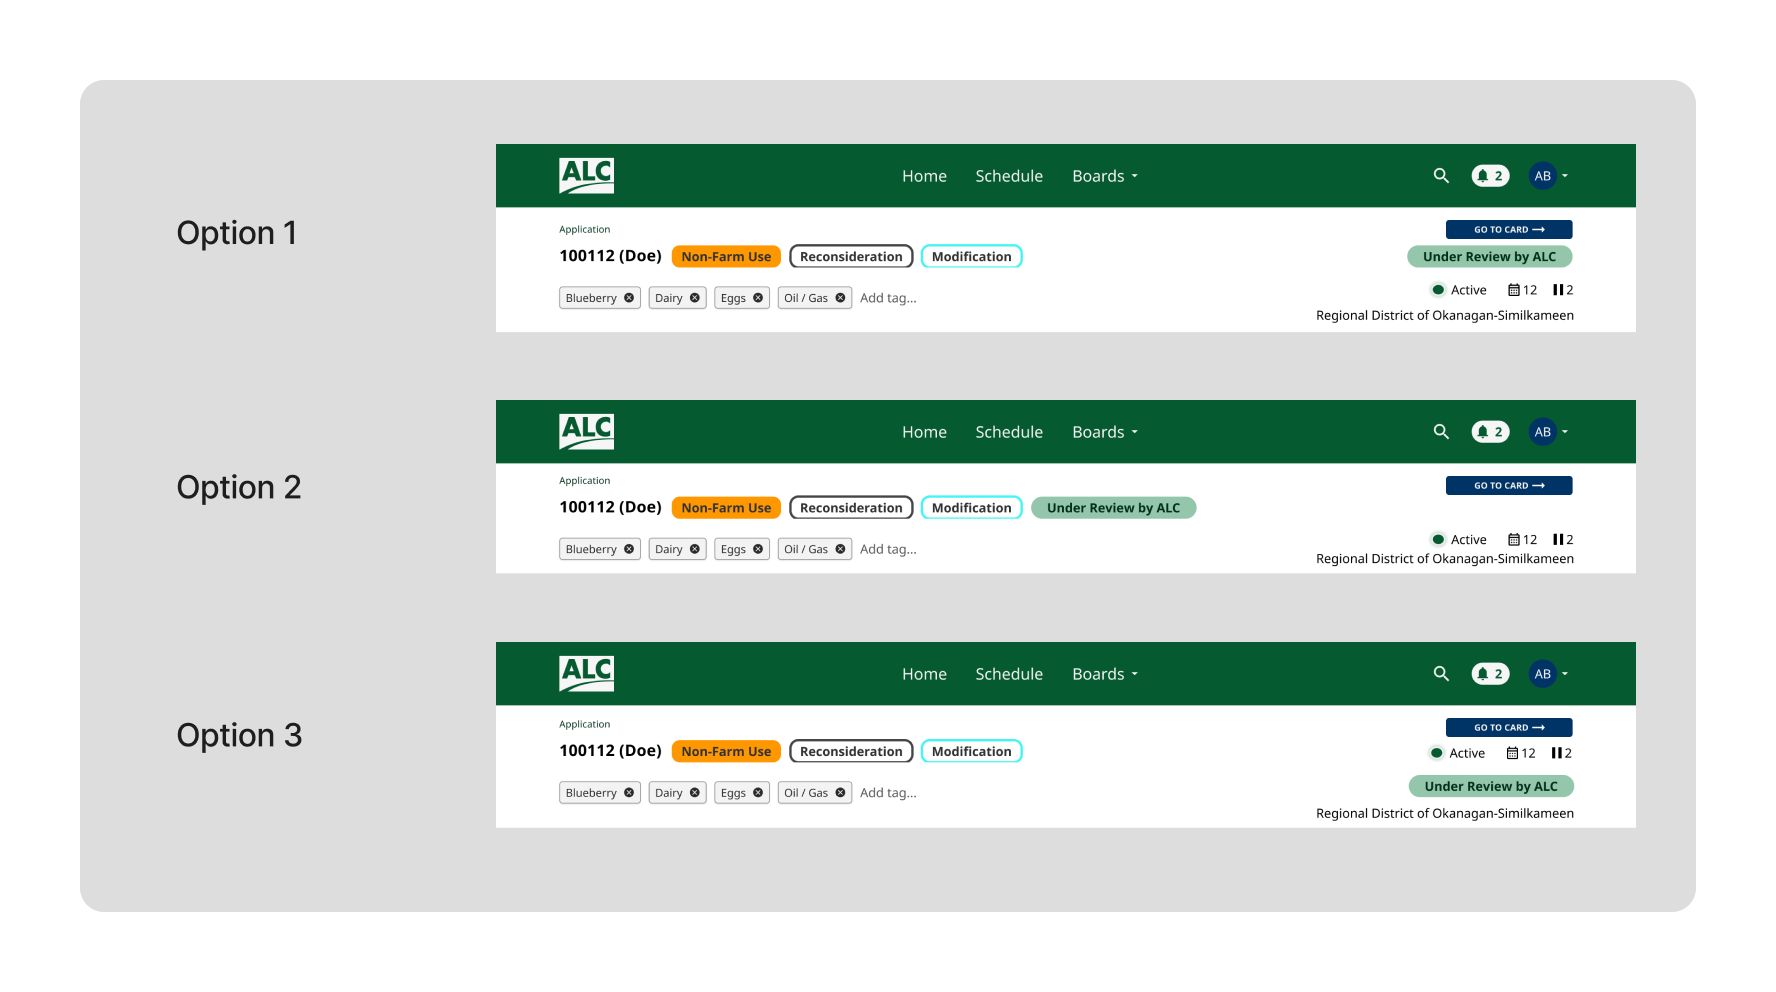 Option 1
ALC
Home Schedule Boards
2 AB
Application
GO TO CARD
100112 (Doe) Non-Farm Use Reconsideration Modification
Under Review by ALC
Blueberry Dairy Eggs Oil / Gas Add tag...
Active 12 2
Regional District of Okanagan-Similkameen
Option 2
ALC
Home Schedule Boards
2 AB
Application
GO TO CARD
100112 (Doe) Non-Farm Use Reconsideration Modification Under Review by ALC
Blueberry Dairy Eggs Oil / Gas Add tag...
Active 12 2
Regional District of Okanagan-Similkameen
Option 3
ALC
Home Schedule Boards
2 AB
Application
GO TO CARD
100112 (Doe) Non-Farm Use Reconsideration Modification
Active 12 2
Blueberry Dairy Eggs Oil / Gas Add tag...
Under Review by ALC
Regional District of Okanagan-Similkameen